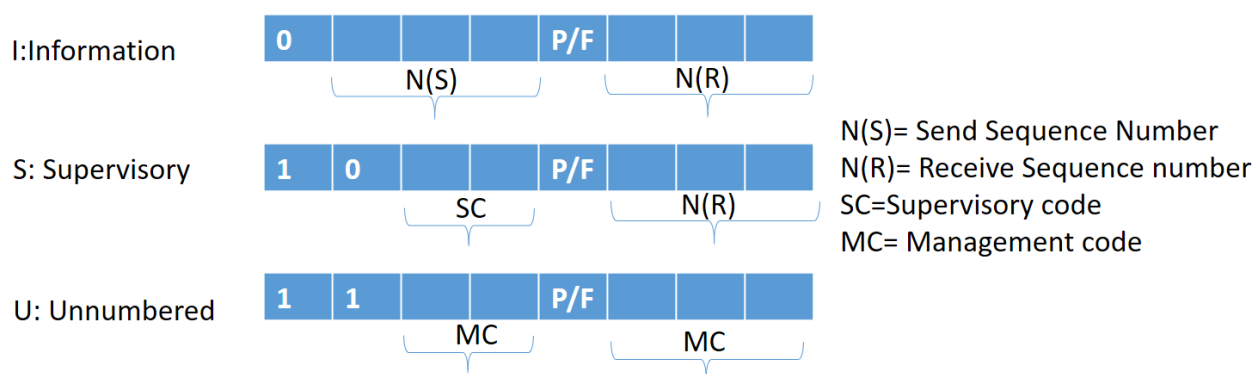 I:Information
0 P/F
N(S) N(R)
S: Supervisory
1 0 P/F
SC N(R)
U: Unnumbered
1 1 P/F
MC MC
N(S)= Send Sequence Number
N(R)= Receive Sequence number
SC=Supervisory code
MC= Management code